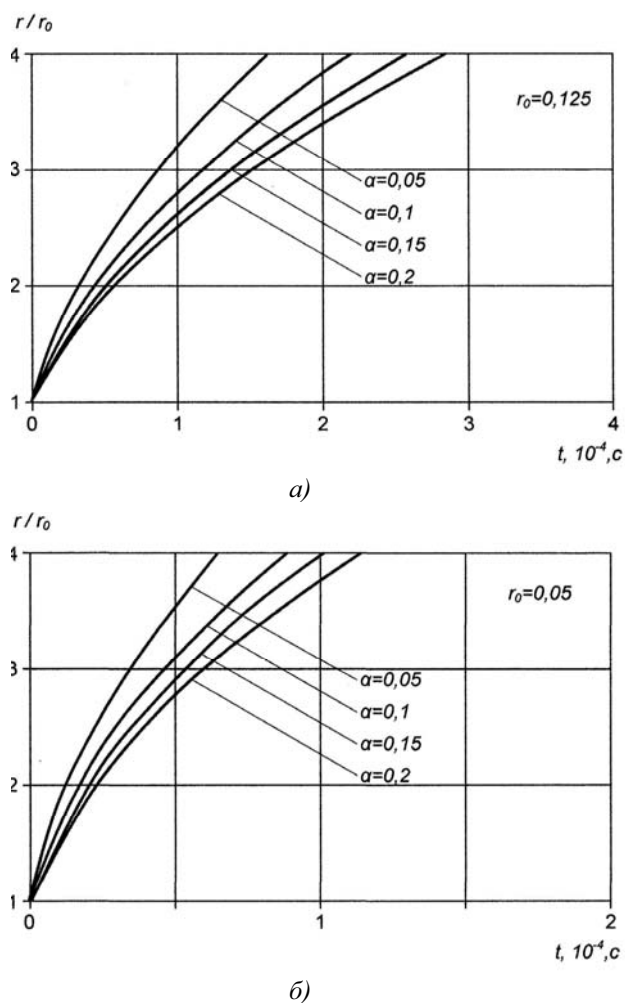 r / r₀
4
r₀=0,125
3
α=0,05
α=0,1
α=0,15
2
α=0,2
1
0 1 2 3 4
t, 10⁻⁴,с
а)
r / r₀
4
r₀=0,05
3
α=0,05
α=0,1
α=0,15
2
α=0,2
1
0 1 2
t, 10⁻⁴,с
б)